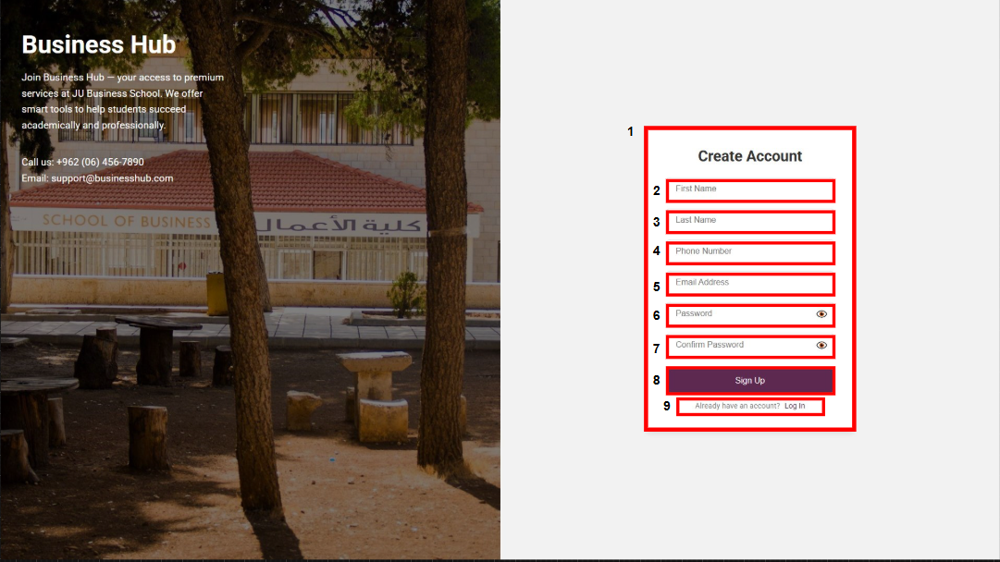 Business Hub
Join Business Hub — your access to premium
services at JU Business School. We offer
smart tools to help students succeed
academically and professionally.
Call us: +962 (06) 456-7890
Email: support@businesshub.com
SCHOOL OF BUSINESS كلية الأعمال
1
Create Account
2 First Name
3 Last Name
4 Phone Number
5 Email Address
6 Password
7 Confirm Password
8 Sign Up
9 Already have an account? Log In